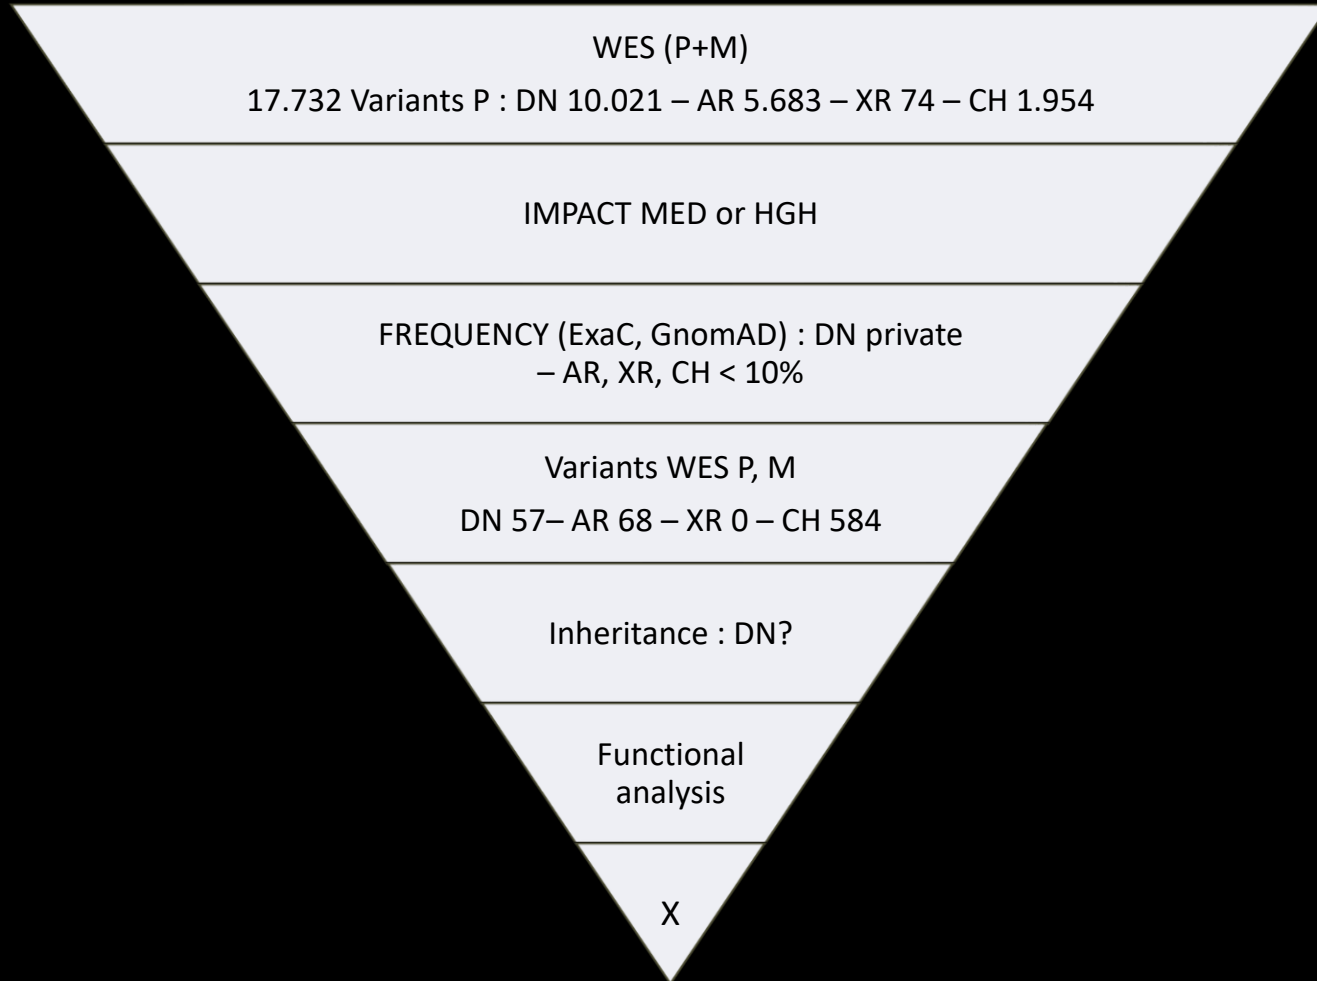 WES (P+M)
17.732 Variants P : DN 10.021 – AR 5.683 – XR 74 – CH 1.954
IMPACT MED or HGH
FREQUENCY (ExaC, GnomAD) : DN private
– AR, XR, CH < 10%
Variants WES P, M
DN 57– AR 68 – XR 0 – CH 584
Inheritance : DN?
Functional
analysis
X